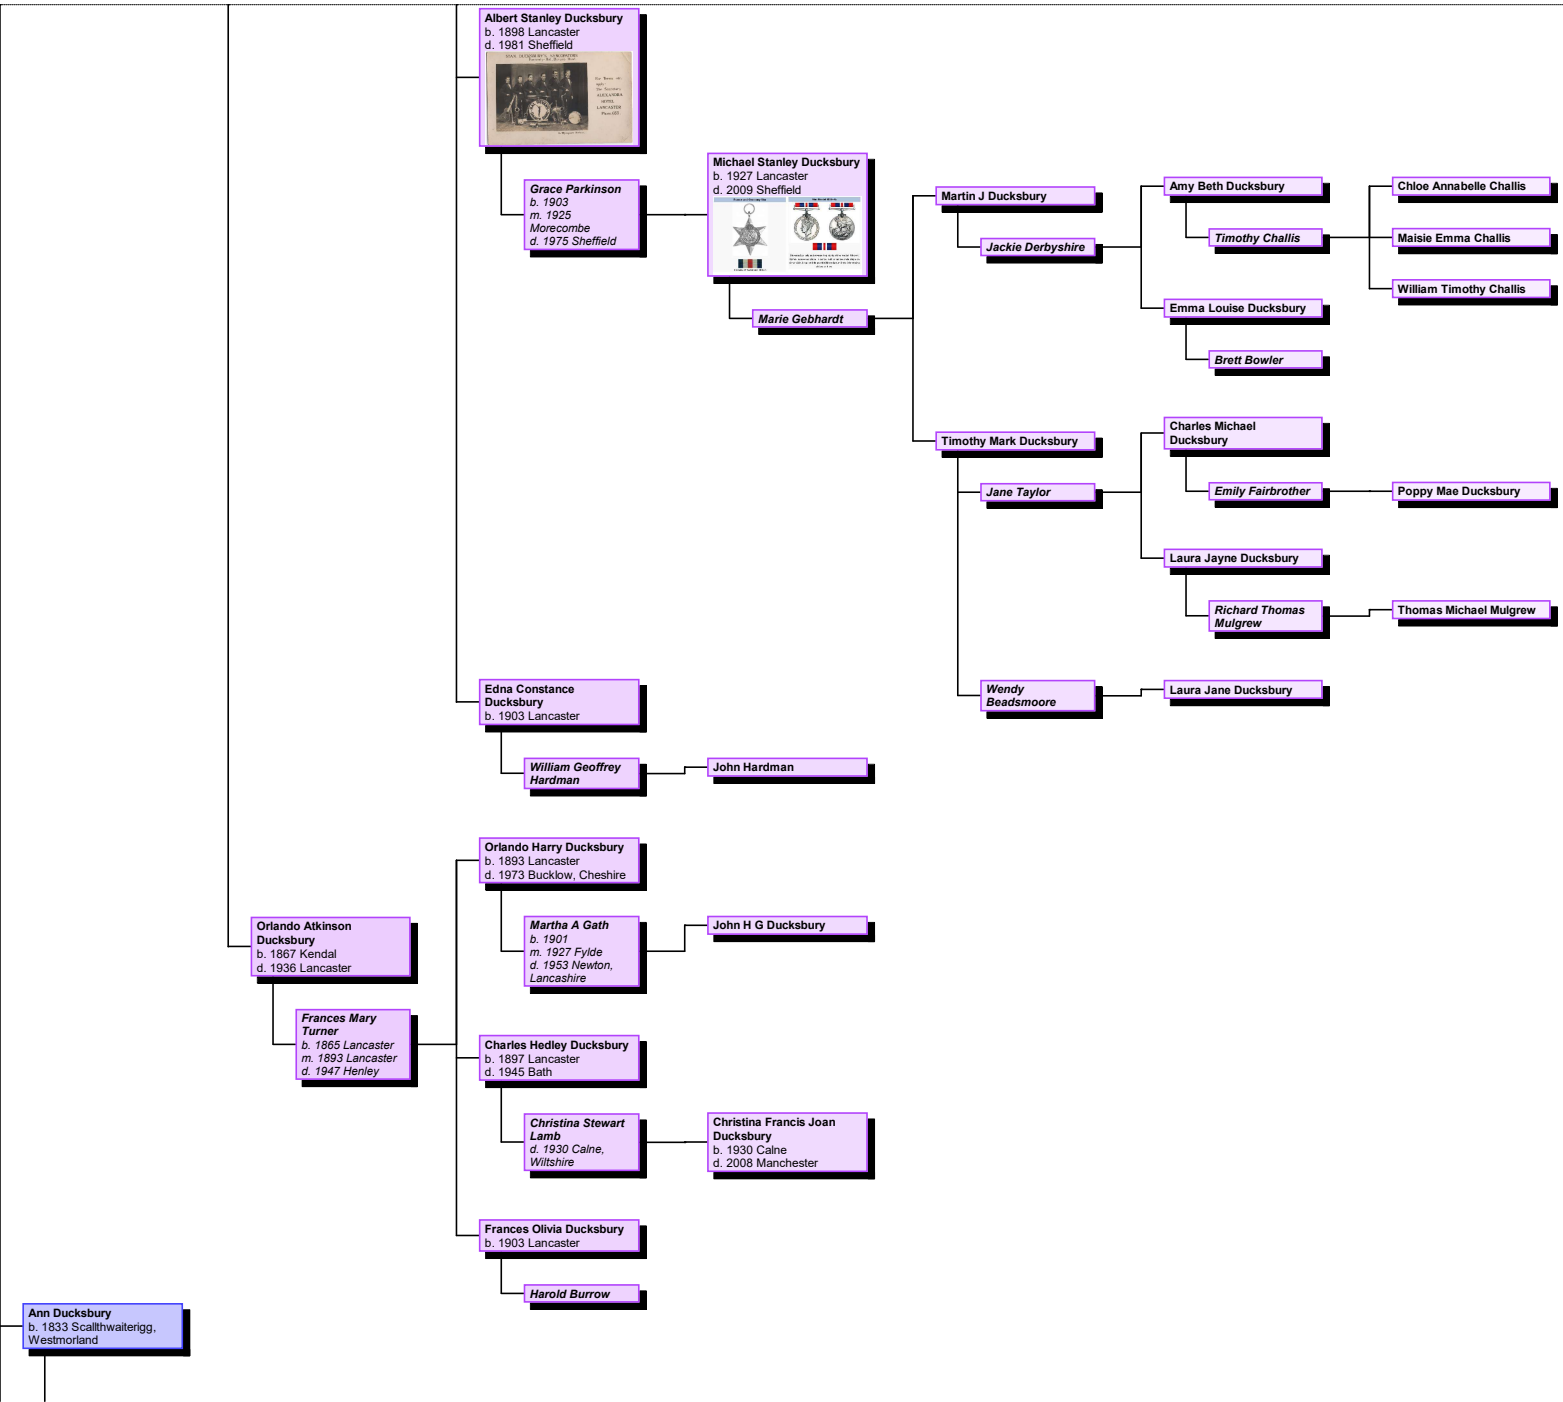 Albert Stanley Ducksbury
b. 1898 Lancaster
d. 1981 Sheffield
ALEXANDRA
HOTEL
LANCASTER
Grace Parkinson
b. 1903
m. 1925
Morecombe
d. 1975 Sheffield
Michael Stanley Ducksbury
b. 1927 Lancaster
d. 2009 Sheffield
Marie Gebhardt
Martin J Ducksbury
Jackie Derbyshire
Amy Beth Ducksbury
Timothy Challis
Chloe Annabelle Challis
Maisie Emma Challis
William Timothy Challis
Emma Louise Ducksbury
Brett Bowler
Timothy Mark Ducksbury
Jane Taylor
Charles Michael
Ducksbury
Emily Fairbrother
Poppy Mae Ducksbury
Laura Jayne Ducksbury
Richard Thomas
Mulgrew
Thomas Michael Mulgrew
Wendy
Beadsmoore
Laura Jane Ducksbury
Edna Constance
Ducksbury
b. 1903 Lancaster
William Geoffrey
Hardman
John Hardman
Orlando Atkinson
Ducksbury
b. 1867 Kendal
d. 1936 Lancaster
Frances Mary
Turner
b. 1865 Lancaster
m. 1893 Lancaster
d. 1947 Henley
Orlando Harry Ducksbury
b. 1893 Lancaster
d. 1973 Bucklow, Cheshire
Martha A Gath
b. 1901
m. 1927 Fylde
d. 1953 Newton,
Lancashire
John H G Ducksbury
Charles Hedley Ducksbury
b. 1897 Lancaster
d. 1945 Bath
Christina Stewart
Lamb
d. 1930 Calne,
Wiltshire
Christina Francis Joan
Ducksbury
b. 1930 Calne
d. 2008 Manchester
Frances Olivia Ducksbury
b. 1903 Lancaster
Harold Burrow
Ann Ducksbury
b. 1833 Scallthwaiterigg,
Westmorland